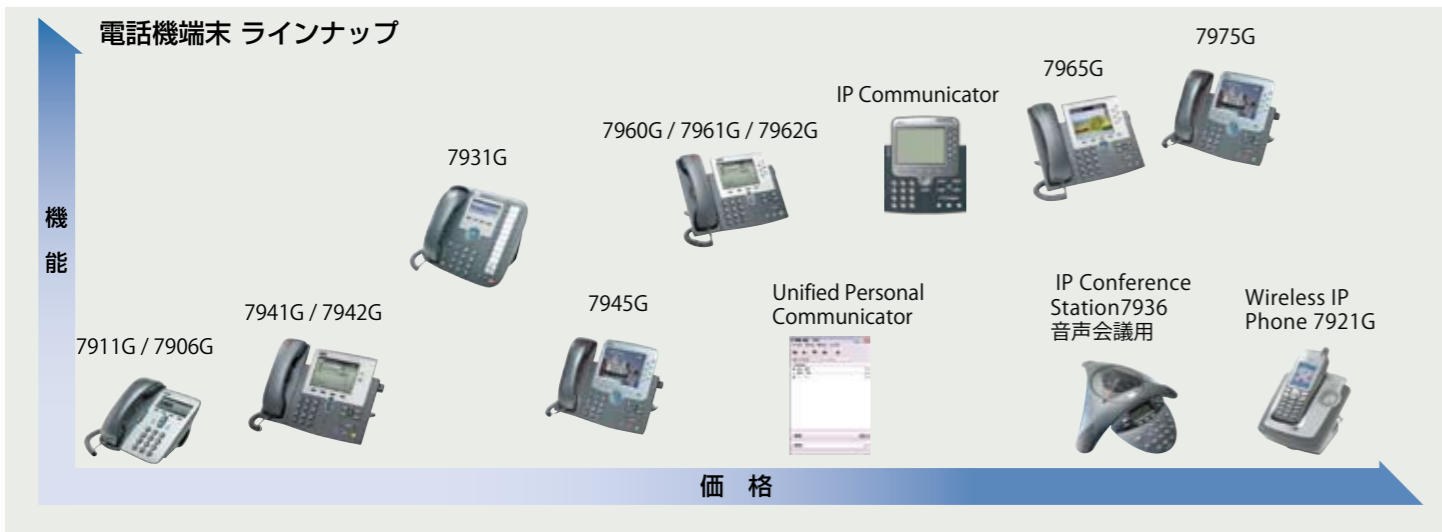 電話機端末 ラインナップ
7975G
7965G
IP Communicator
7960G / 7961G / 7962G
7931G
機
能
7941G / 7942G
7945G
Unified Personal
Communicator
IP Conference
Station7936
音声会議用
Wireless IP
Phone 7921G
7911G / 7906G
価 格